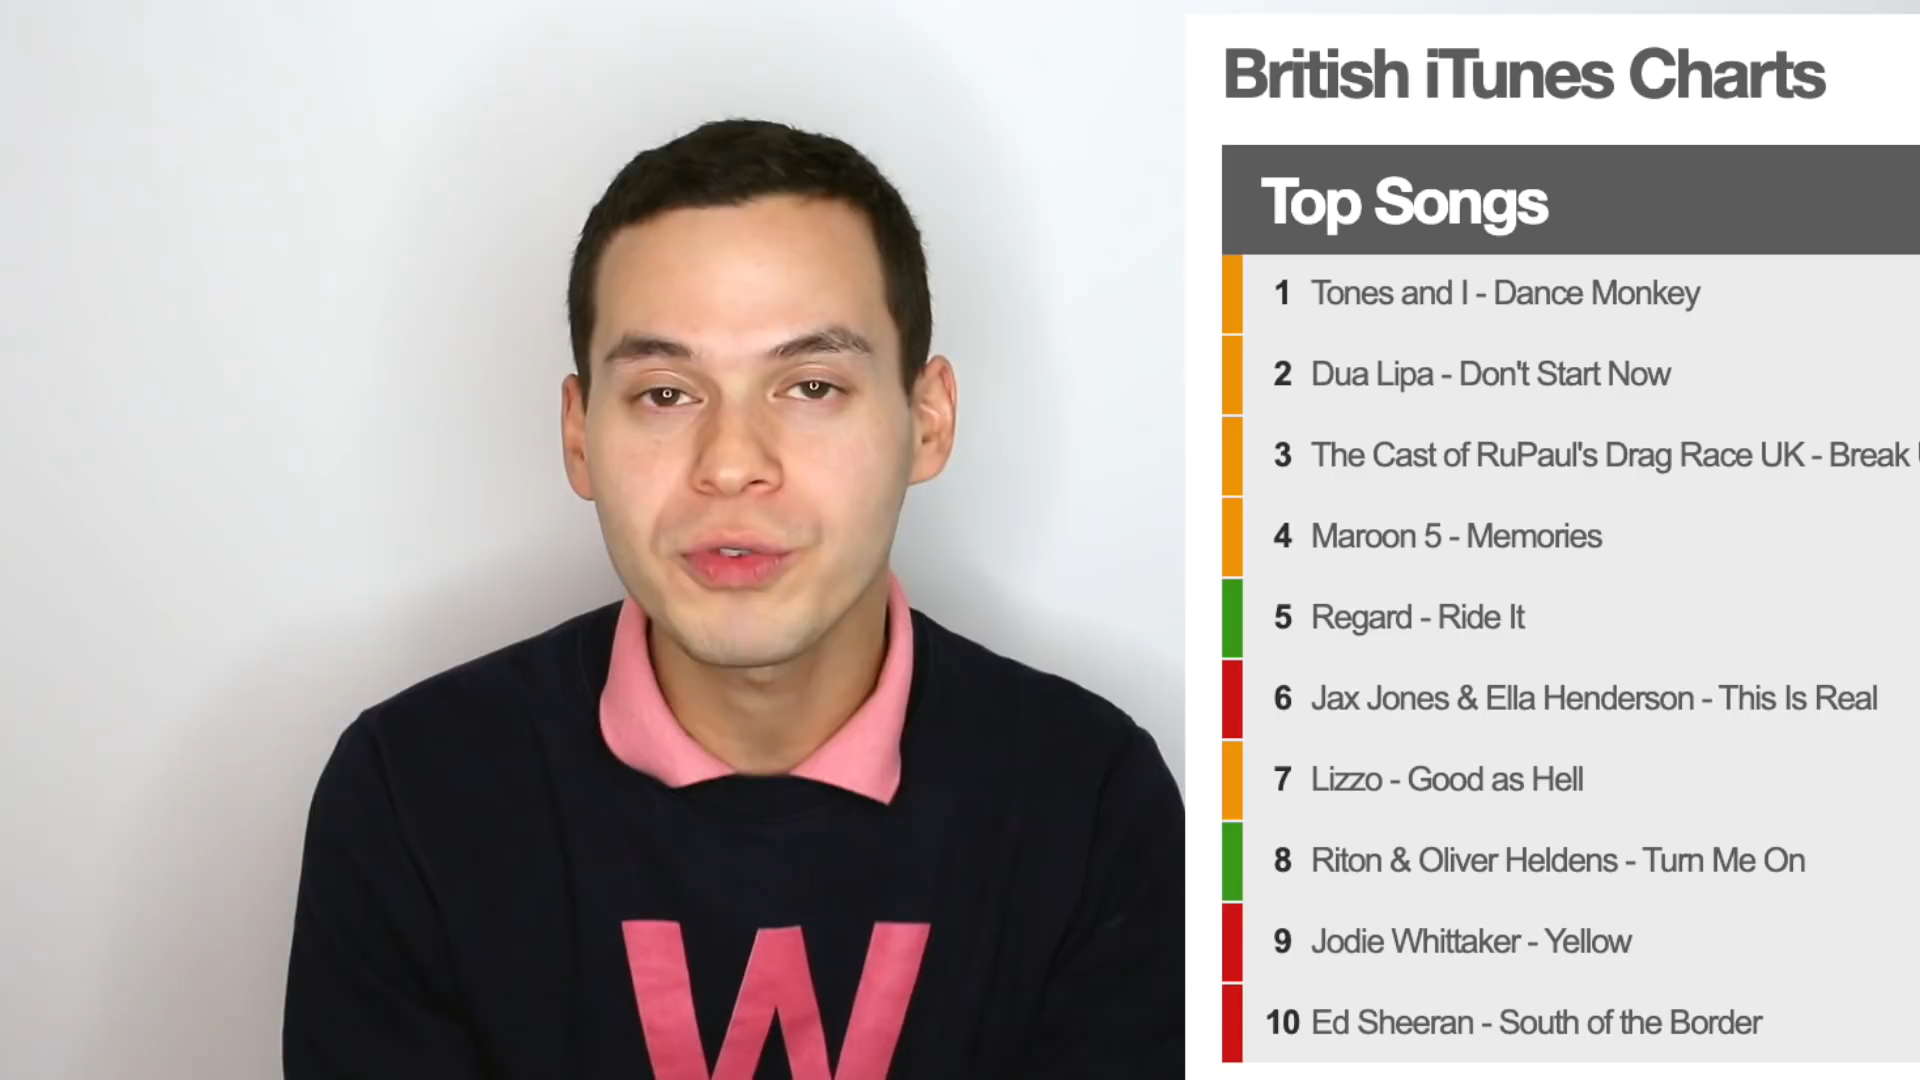 British iTunes Charts
Top Songs
1 Tones and I - Dance Monkey
2 Dua Lipa - Don't Start Now
3 The Cast of RuPaul's Drag Race UK - Break
4 Maroon 5 - Memories
5 Regard - Ride It
6 Jax Jones & Ella Henderson - This Is Real
7 Lizzo - Good as Hell
8 Riton & Oliver Heldens - Turn Me On
9 Jodie Whittaker - Yellow
10 Ed Sheeran - South of the Border
W